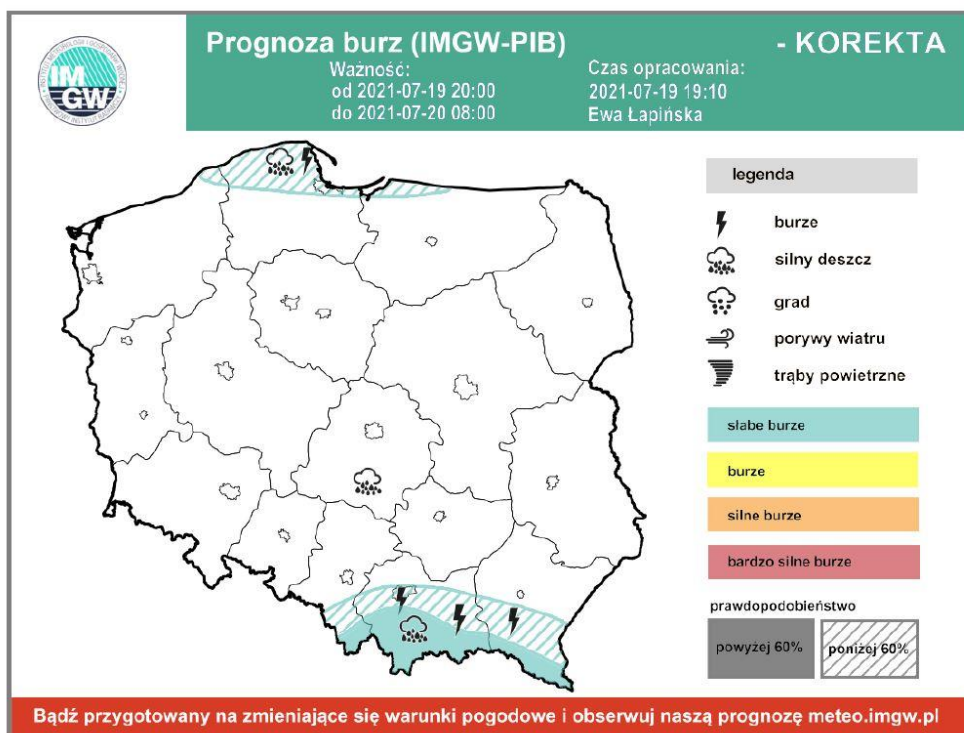 IMGW
Prognoza burz (IMGW-PIB)
- KOREKTA
Ważność:
od 2021-07-19 20:00
do 2021-07-20 08:00
Czas opracowania:
2021-07-19 19:10
Ewa Łapińska
legenda
burze
silny deszcz
grad
porywy wiatru
trąby powietrzne
słabe burze
burze
silne burze
bardzo silne burze
prawdopodobieństwo
powyżej 60%
poniżej 60%
Bądź przygotowany na zmieniające się warunki pogodowe i obserwuj naszą prognozę meteo.imgw.pl